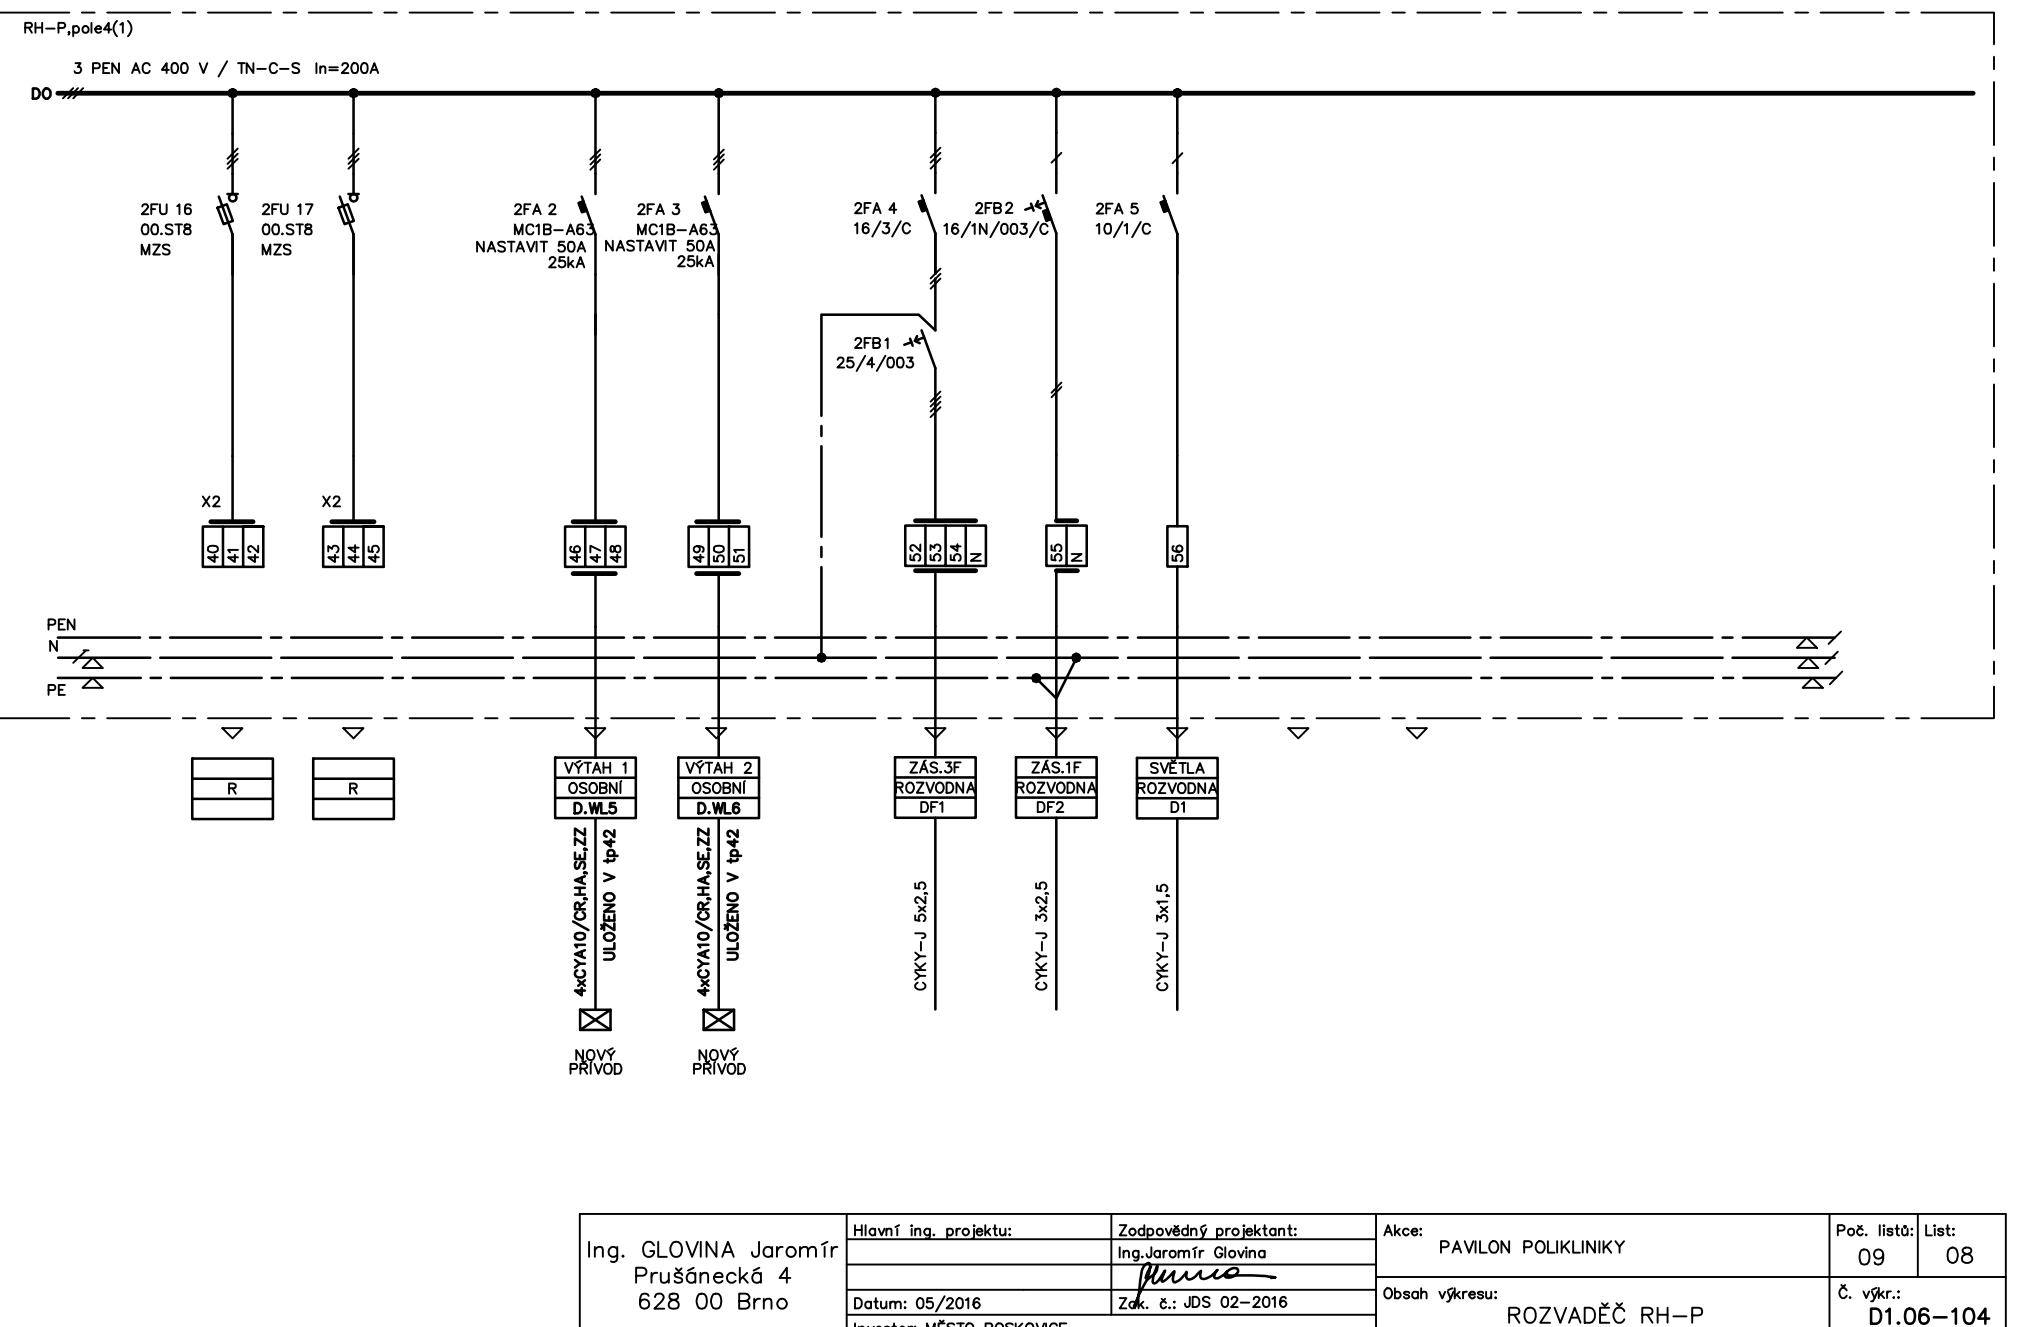 RH-P,pole4(1)
3 PEN AC 400 V / TN-C-S In=200A
DO
2FU 16
00.ST8
MZS
2FU 17
00.ST8
MZS
2FA 2
MC1B-A63
NASTAVIT 50A
25kA
2FA 3
MC1B-A63
NASTAVIT 50A
25kA
2FA 4
16/3/C
2FB2
16/1N/003/C
2FA 5
10/1/C
2FB1
25/4/003
X2
40 41 42
X2
43 44 45
46 47 48
49 50 51
52 53 54 N
55 N
56
PEN
N
PE
R
R
VÝTAH 1
OSOBNÍ
D.WL5
VÝTAH 2
OSOBNÍ
D.WL6
ZÁS.3F
ROZVODNA
DF1
ZÁS.1F
ROZVODNA
DF2
SVĚTLA
ROZVODNA
D1
4xCYA10/CR,HA,SE,ZZ
ULOŽENO V tp42
4xCYA10/CR,HA,SE,ZZ
ULOŽENO V tp42
CYKY-J 5x2,5
CYKY-J 3x2,5
CYKY-J 3x1,5
NOVÝ
PŘÍVOD
NOVÝ
PŘÍVOD
Ing. GLOVINA Jaromír
Prušánecká 4
628 00 Brno
Hlavní ing. projektu:
Datum: 05/2016
Investor: MĚSTO BOSKOVICE
Zodpovědný projektant:
Ing.Jaromír Glovina
Zak. č.: JDS 02-2016
Akce:
PAVILON POLIKLINIKY
Obsah výkresu:
ROZVADĚČ RH-P
Poč. listů:
09
List:
08
Č. výkr.:
D1.06-104